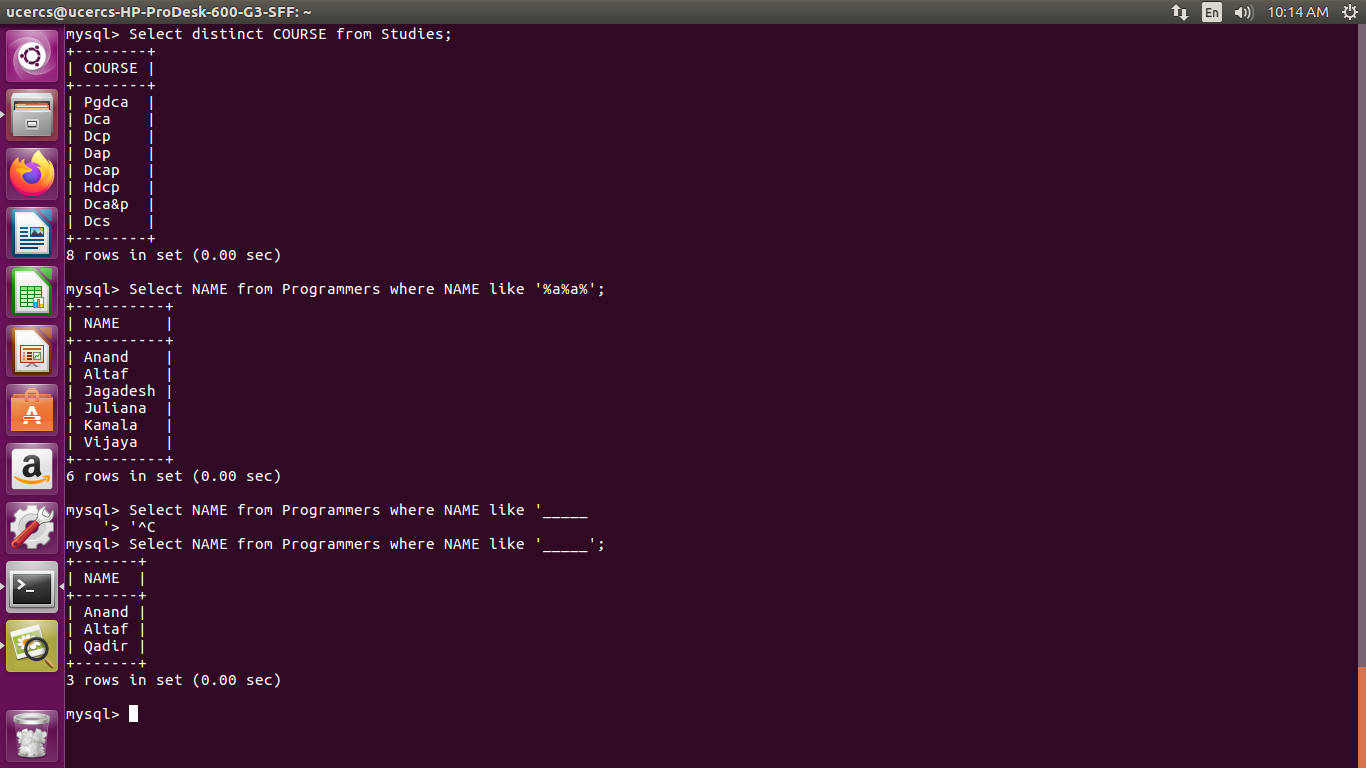 ucercs@ucercs-HP-ProDesk-600-G3-SFF: ~
En
10:14 AM
mysql> Select distinct COURSE from Studies;
+--------+
| COURSE |
+--------+
| Pgdca  |
| Dca    |
| Dcp    |
| Dap    |
| Dcap   |
| Hdcp   |
| Dca&p  |
| Dcs    |
+--------+
8 rows in set (0.00 sec)
mysql> Select NAME from Programmers where NAME like '%a%a%';
+----------+
| NAME     |
+----------+
| Anand    |
| Altaf    |
| Jagadesh |
| Juliana  |
| Kamala   |
| Vijaya   |
+----------+
6 rows in set (0.00 sec)
mysql> Select NAME from Programmers where NAME like '_____
    '> '^C
mysql> Select NAME from Programmers where NAME like '_____';
+-------+
| NAME  |
+-------+
| Anand |
| Altaf |
| Qadir |
+-------+
3 rows in set (0.00 sec)
mysql>